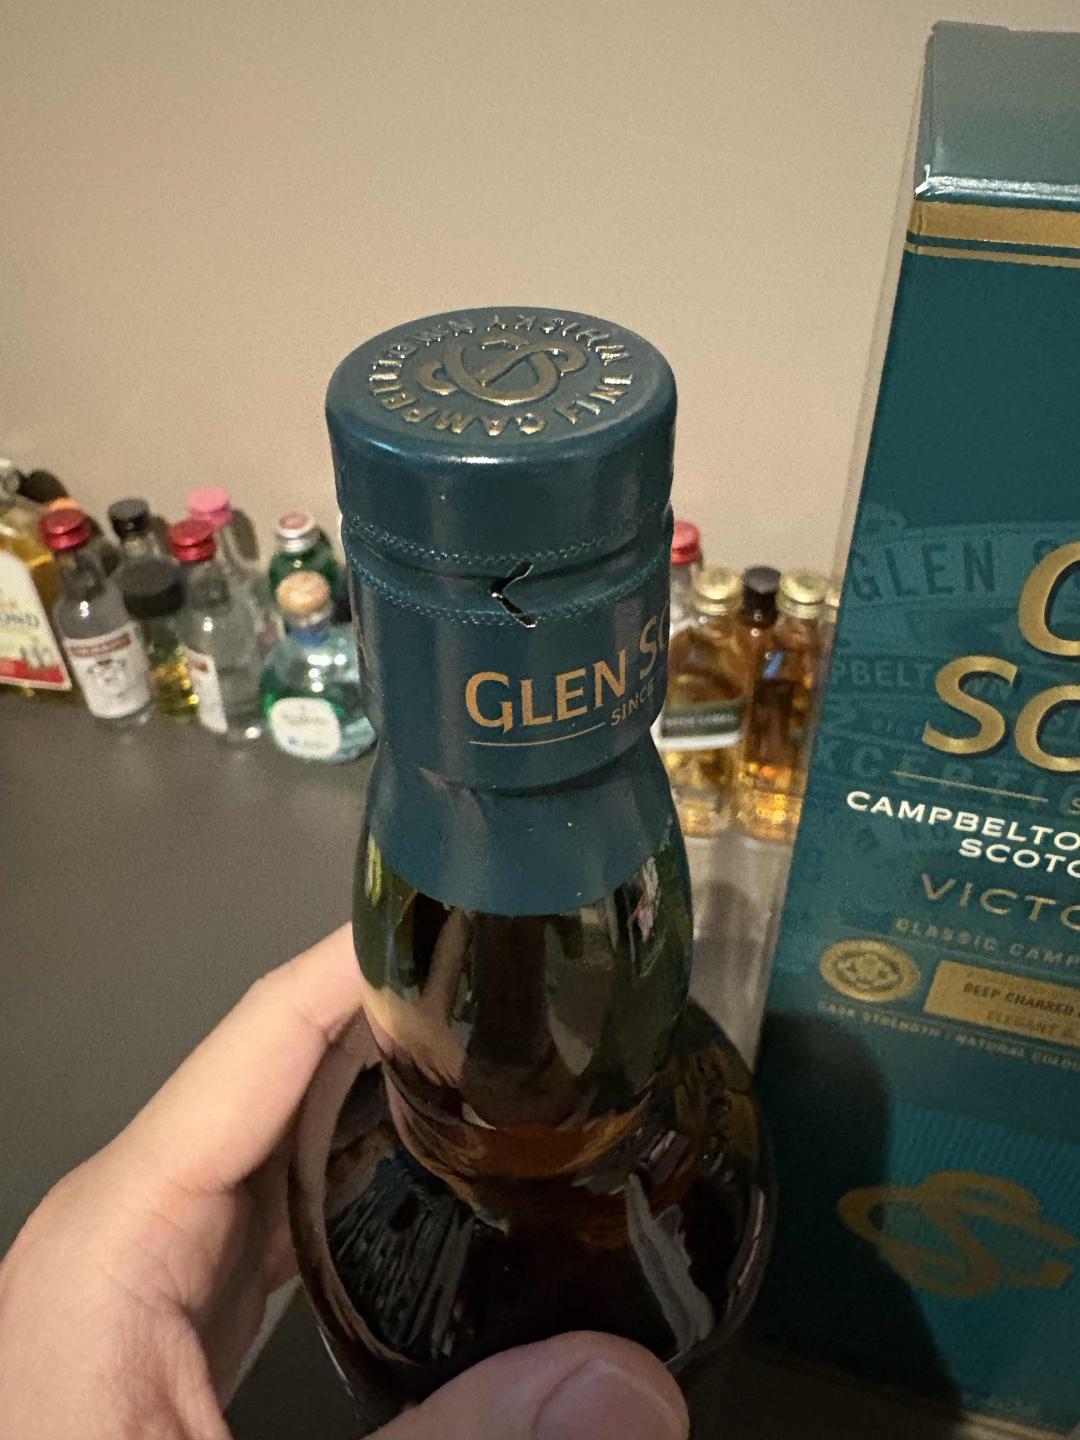 CAMPBELTOWN WHISKY
FINE
GLEN SC
SINCE
GLEN S
SC
CAMPBELTO
SCOTC
VICTO
CLASSIC CAMP
DEEP CHARRED
ELEGANT &
CASK STRENGTH | NATURAL COLOU